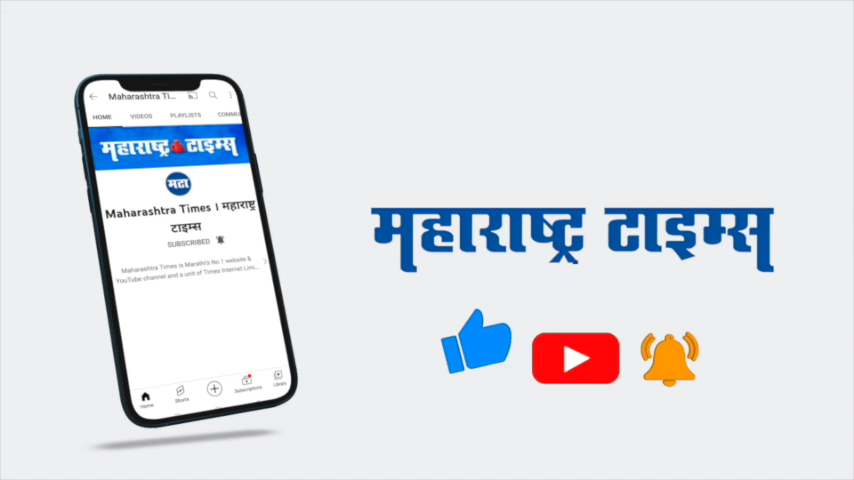 Maharashtra Ti...
HOME VIDEOS PLAYLISTS COMMU
महाराष्ट्र टाइम्स
मटा
Maharashtra Times । महाराष्ट्र
टाइम्स
SUBSCRIBED
Maharashtra Times is Marathi's No.1 website &
YouTube channel and a unit of Times Internet Limi...
Home Shorts Subscriptions Library
महाराष्ट्र टाइम्स